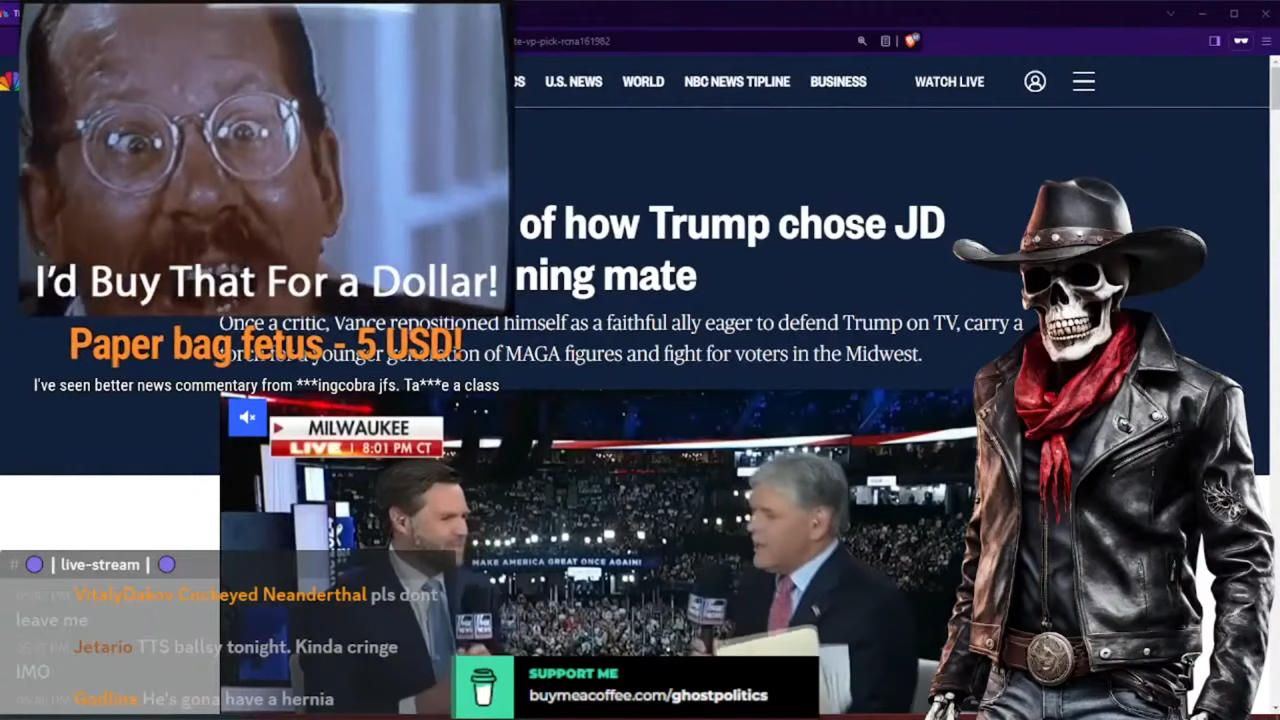 te-vp-pick-rcna161982
CS U.S. NEWS WORLD NBC NEWS TIPLINE BUSINESS WATCH LIVE
of how Trump chose JD
ning mate
I'd Buy That For a Dollar!
Once a critic, Vance repositioned himself as a faithful ally eager to defend Trump on TV, carry a
Paper bag fetus - 5 USD!
younger generation of MAGA figures and fight for voters in the Midwest.
I've seen better news commentary from ***ingcobra jfs. Ta***e a class
MILWAUKEE
LIVE | 8:01 PM CT
MAKE AMERICA GREAT ONCE AGAIN!
FOX NEWS
FOX NEWS
# | live-stream |
VitalyDakov Cockeyed Neanderthal pls dont
leave me
Jetario TTS ballsy tonight. Kinda cringe
IMO
Godline He's gona have a hernia
SUPPORT ME
buymeacoffee.com/ghostpolitics